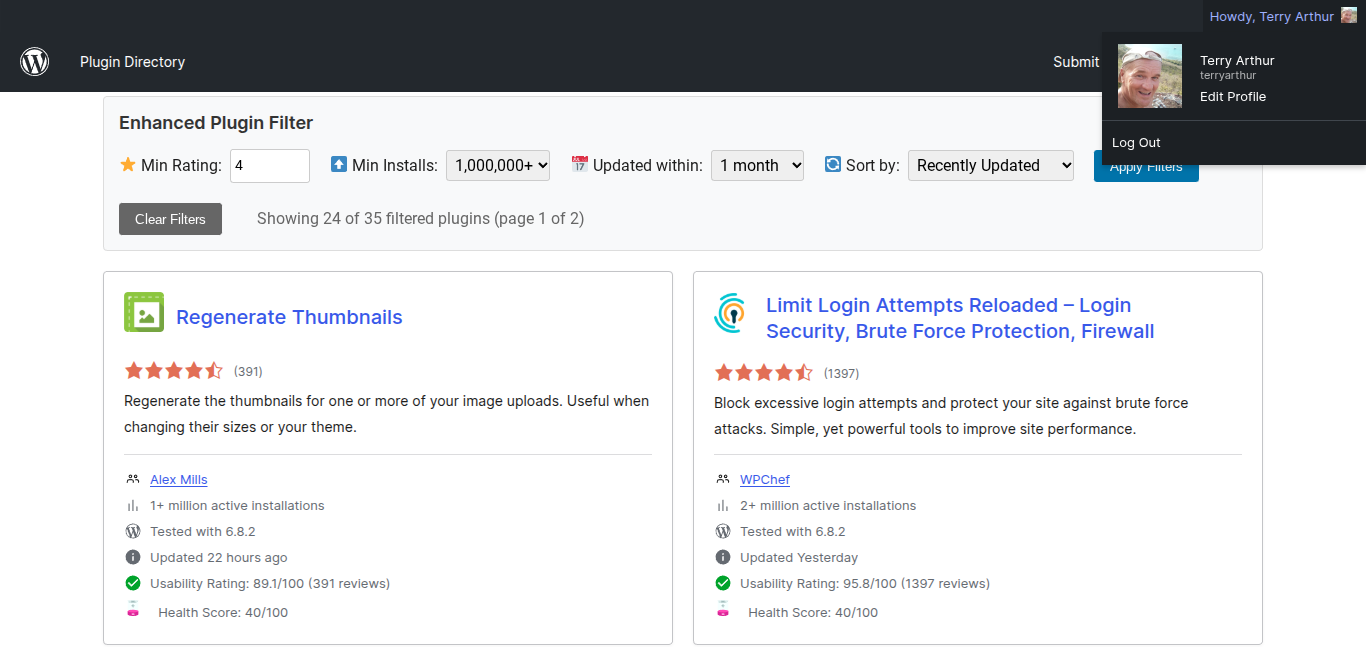 Howdy, Terry Arthur
Plugin Directory
Submit
Terry Arthur
terryarthur
Edit Profile
Log Out
Enhanced Plugin Filter
Min Rating: 4 Min Installs: 1,000,000+ Updated within: 1 month Sort by: Recently Updated Apply Filters
Clear Filters Showing 24 of 35 filtered plugins (page 1 of 2)
Regenerate Thumbnails
(391)
Regenerate the thumbnails for one or more of your image uploads. Useful when
changing their sizes or your theme.
Alex Mills
1+ million active installations
Tested with 6.8.2
Updated 22 hours ago
Usability Rating: 89.1/100 (391 reviews)
Health Score: 40/100
Limit Login Attempts Reloaded – Login
Security, Brute Force Protection, Firewall
(1397)
Block excessive login attempts and protect your site against brute force
attacks. Simple, yet powerful tools to improve site performance.
WPChef
2+ million active installations
Tested with 6.8.2
Updated Yesterday
Usability Rating: 95.8/100 (1397 reviews)
Health Score: 40/100